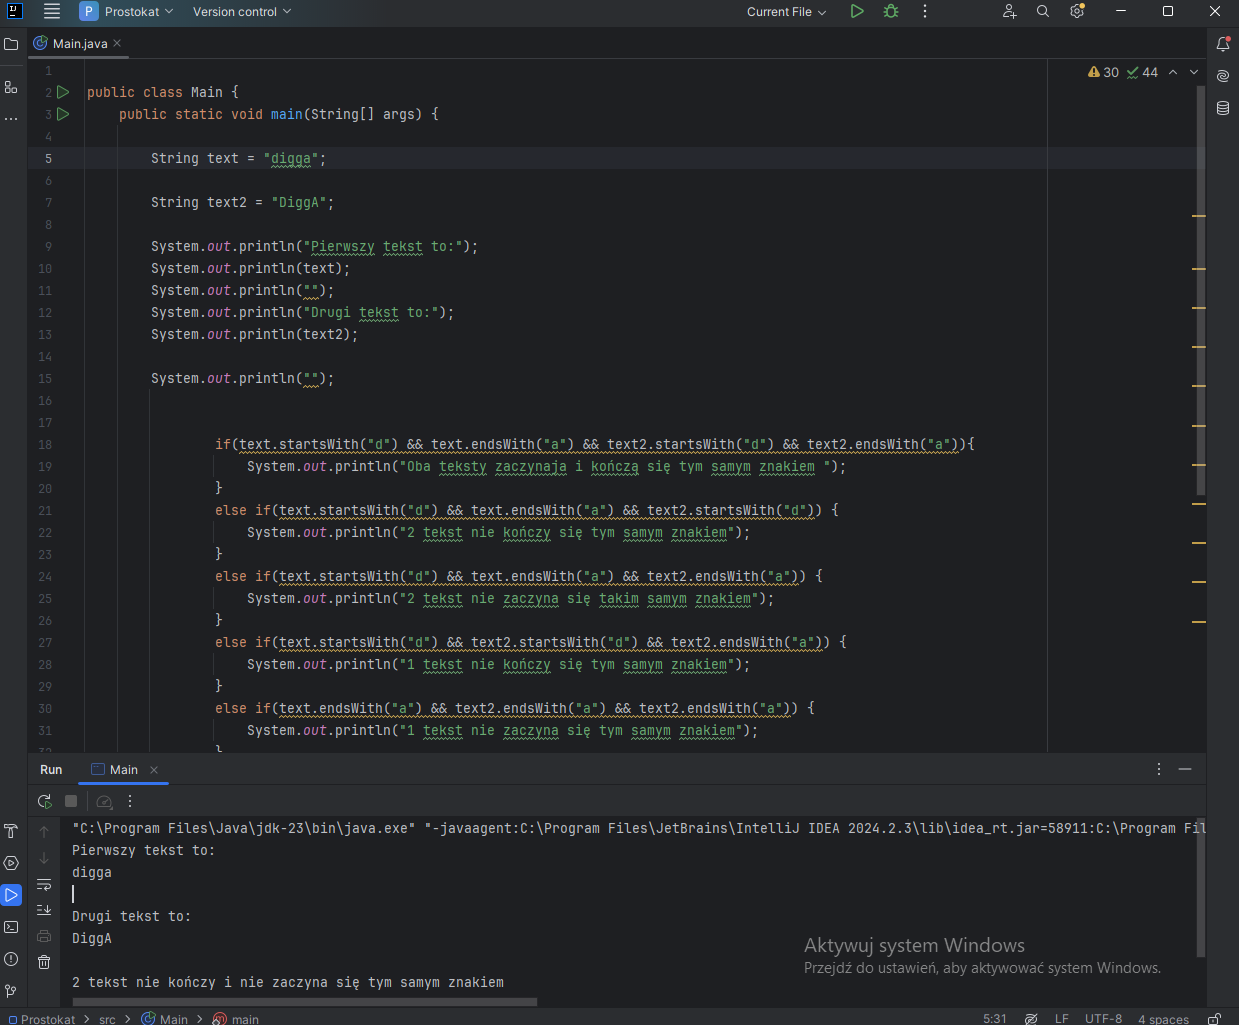 Prostokat Version control Current File
Main.java
30 44
1
2 public class Main {
3 public static void main(String[] args) {
4
5 String text = "digga";
6
7 String text2 = "DiggA";
8
9 System.out.println("Pierwszy tekst to:");
10 System.out.println(text);
11 System.out.println("");
12 System.out.println("Drugi tekst to:");
13 System.out.println(text2);
14
15 System.out.println("");
16
17
18 if(text.startsWith("d") && text.endsWith("a") && text2.startsWith("d") && text2.endsWith("a")){
19 System.out.println("Oba teksty zaczynaja i kończą się tym samym znakiem ");
20 }
21 else if(text.startsWith("d") && text.endsWith("a") && text2.startsWith("d")) {
22 System.out.println("2 tekst nie kończy się tym samym znakiem");
23 }
24 else if(text.startsWith("d") && text.endsWith("a") && text2.endsWith("a")) {
25 System.out.println("2 tekst nie zaczyna się takim samym znakiem");
26 }
27 else if(text.startsWith("d") && text2.startsWith("d") && text2.endsWith("a")) {
28 System.out.println("1 tekst nie kończy się tym samym znakiem");
29 }
30 else if(text.endsWith("a") && text2.endsWith("a") && text2.endsWith("a")) {
31 System.out.println("1 tekst nie zaczyna się tym samym znakiem");
32 }
Run Main
"C:\Program Files\Java\jdk-23\bin\java.exe" "-javaagent:C:\Program Files\JetBrains\IntelliJ IDEA 2024.2.3\lib\idea_rt.jar=58911:C:\Program Fil
Pierwszy tekst to:
digga
Drugi tekst to:
DiggA
2 tekst nie kończy i nie zaczyna się tym samym znakiem
Aktywuj system Windows
Przejdź do ustawień, aby aktywować system Windows.
Prostokat > src > Main > main 5:31 LF UTF-8 4 spaces